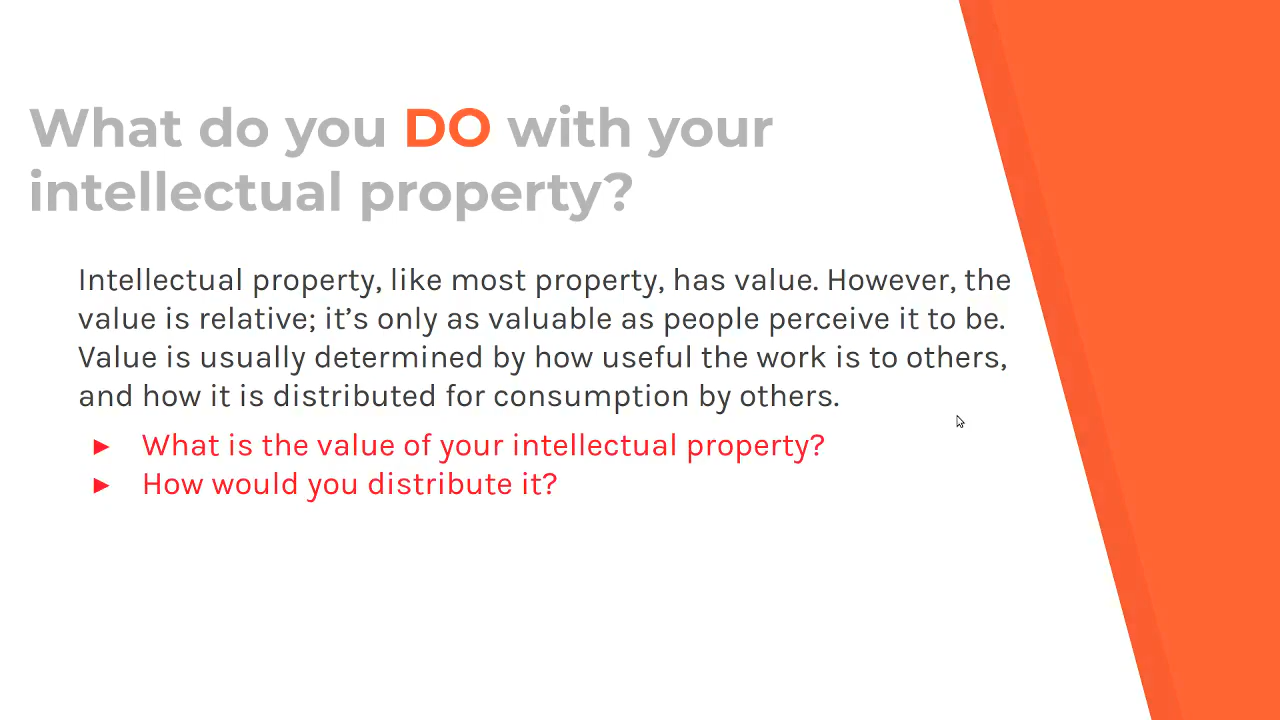 What do you DO with your
intellectual property?
Intellectual property, like most property, has value. However, the
value is relative; it’s only as valuable as people perceive it to be.
Value is usually determined by how useful the work is to others,
and how it is distributed for consumption by others.
► What is the value of your intellectual property?
► How would you distribute it?